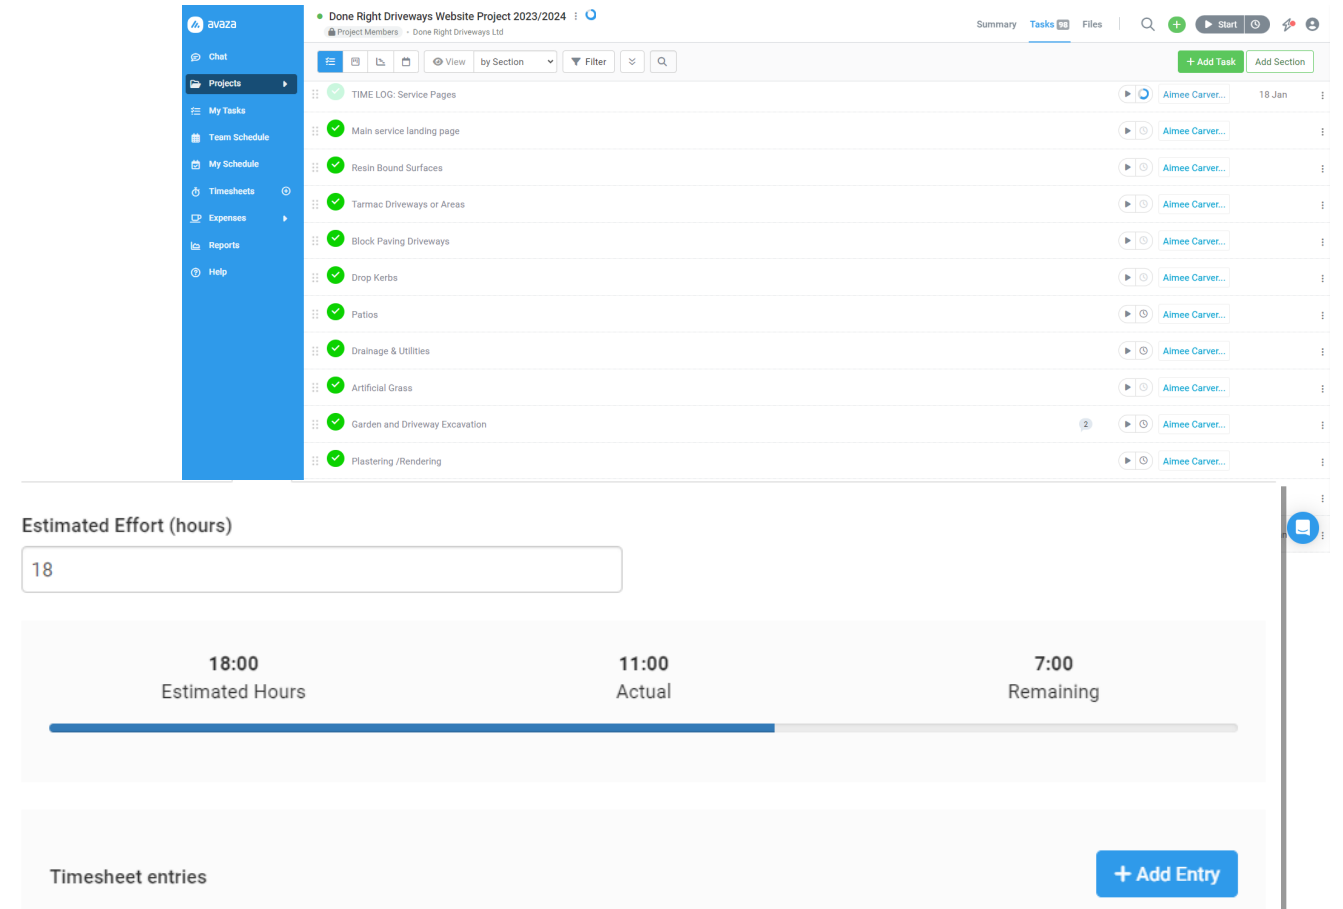 avaza
Done Right Driveways Website Project 2023/2024
Project Members • Done Right Driveways Ltd
Summary Tasks 90 Files
Start
Chat
Projects
My Tasks
Team Schedule
My Schedule
Timesheets
Expenses
Reports
Help
View by Section Filter
+ Add Task Add Section
TIME LOG: Service Pages Aimee Carver... 18 Jan
Main service landing page Aimee Carver...
Resin Bound Surfaces Aimee Carver...
Tarmac Driveways or Areas Aimee Carver...
Block Paving Driveways Aimee Carver...
Drop Kerbs Aimee Carver...
Patios Aimee Carver...
Drainage & Utilities Aimee Carver...
Artificial Grass Aimee Carver...
Garden and Driveway Excavation 2 Aimee Carver...
Plastering /Rendering Aimee Carver...
Estimated Effort (hours)
18
18:00 11:00 7:00
Estimated Hours Actual Remaining
Timesheet entries + Add Entry